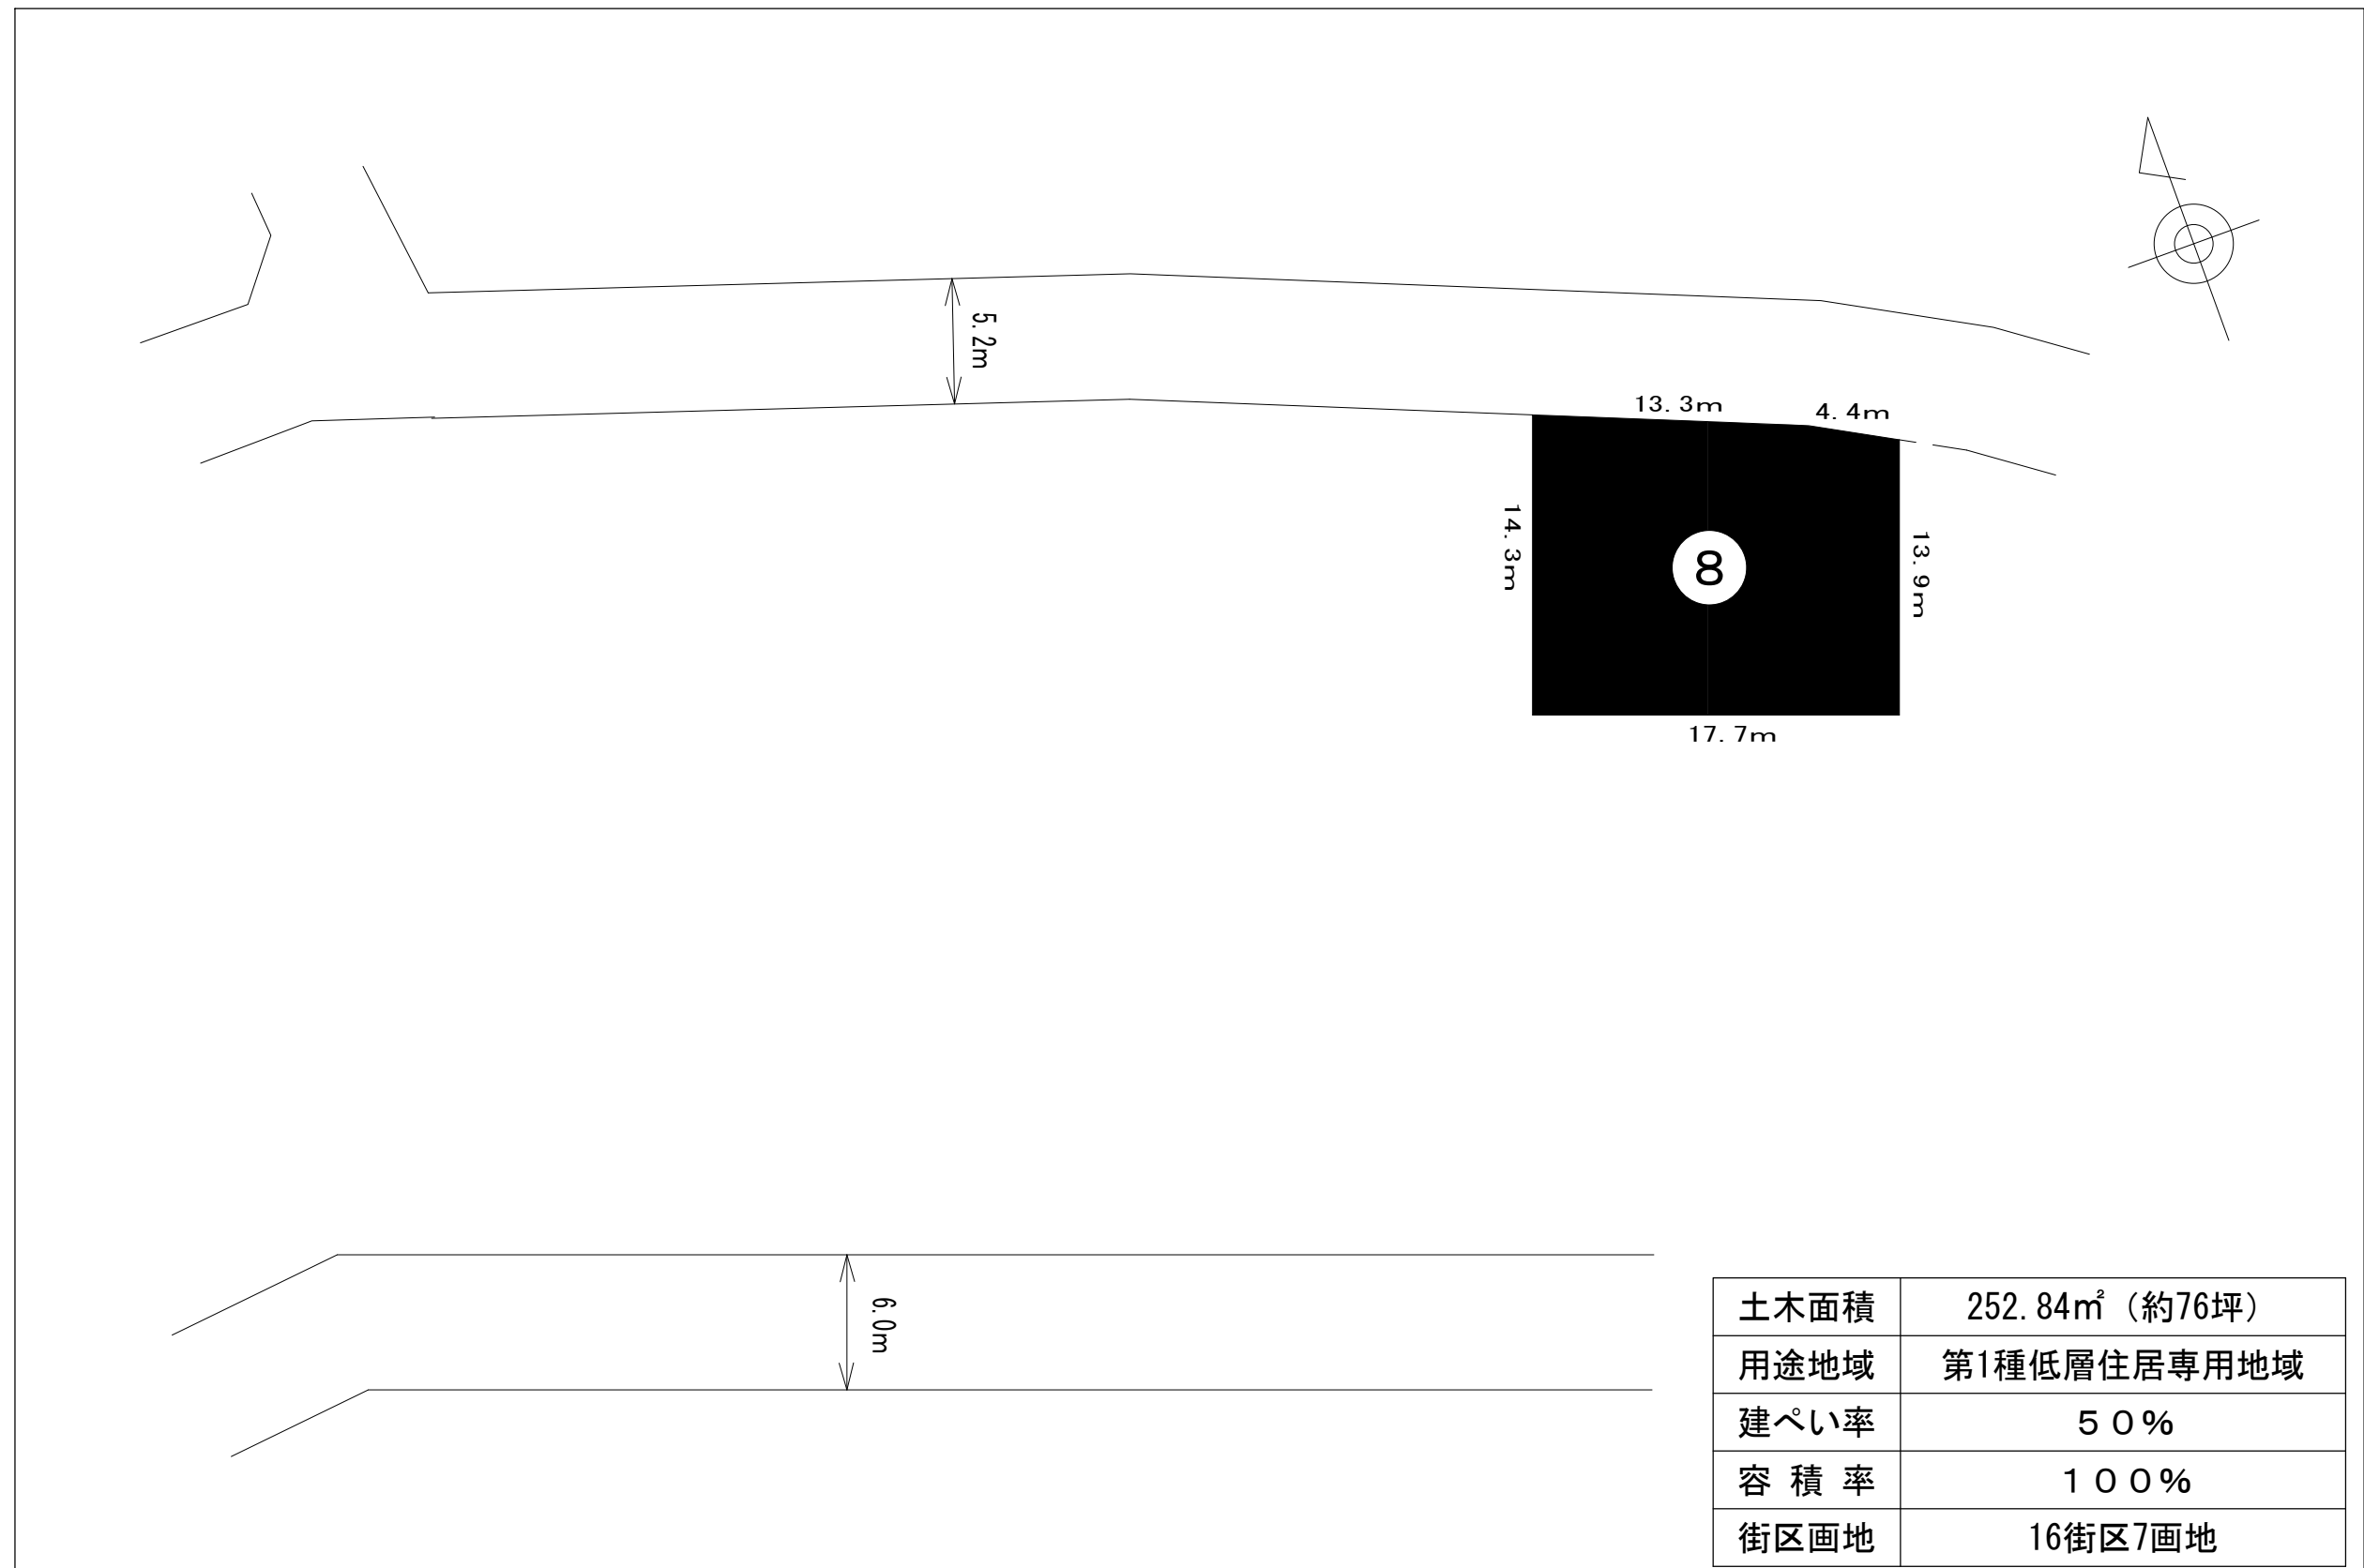 5.2m
13.3m
4.4m
14.3m
8
13.9m
17.7m
6.0m
土木面積 252.84㎡（約76坪）
用途地域 第1種低層住居専用地域
建ぺい率 ５０％
容 積 率 １００％
街区画地 16街区7画地